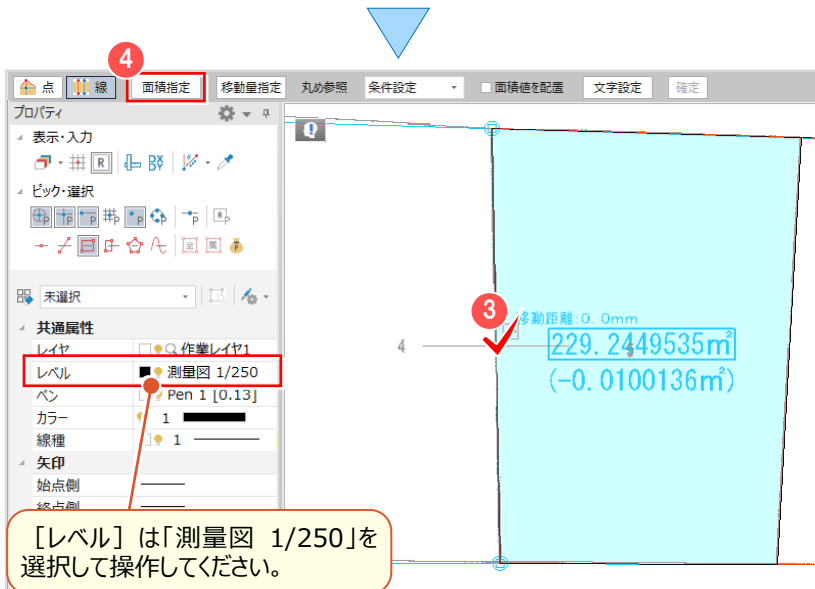 4
点 線 面積指定 移動量指定 丸め参照 条件設定 面積値を配置 文字設定 確定
プロパティ
表示・入力
R
ピック・選択
未選択
共通属性
レイヤ 作業レイヤ1
レベル 測量図 1/250
ペン Pen 1 [0.13]
カラー 1
線種 1
矢印
始点側
終点側
［レベル］は「測量図 1/250」を
選択して操作してください。
3
移動距離:0.0mm
4
229.2449535㎡
(-0.0100136㎡)